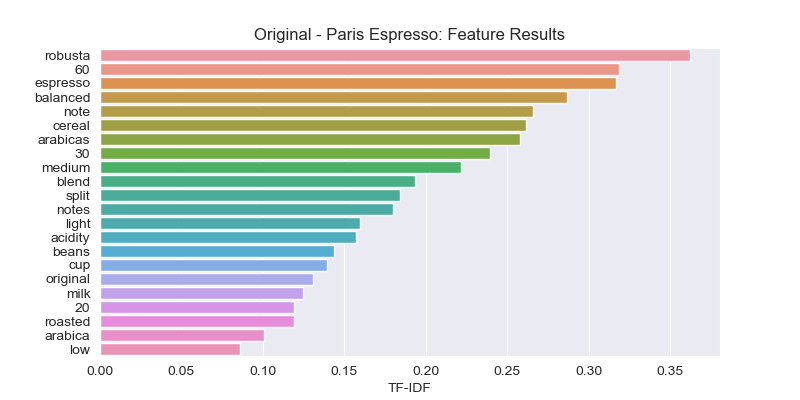 Original - Paris Espresso: Feature Results
robusta
60
espresso
balanced
note
cereal
arabicas
30
medium
blend
split
notes
light
acidity
beans
cup
original
milk
20
roasted
arabica
low
0.00 0.05 0.10 0.15 0.20 0.25 0.30 0.35
TF-IDF